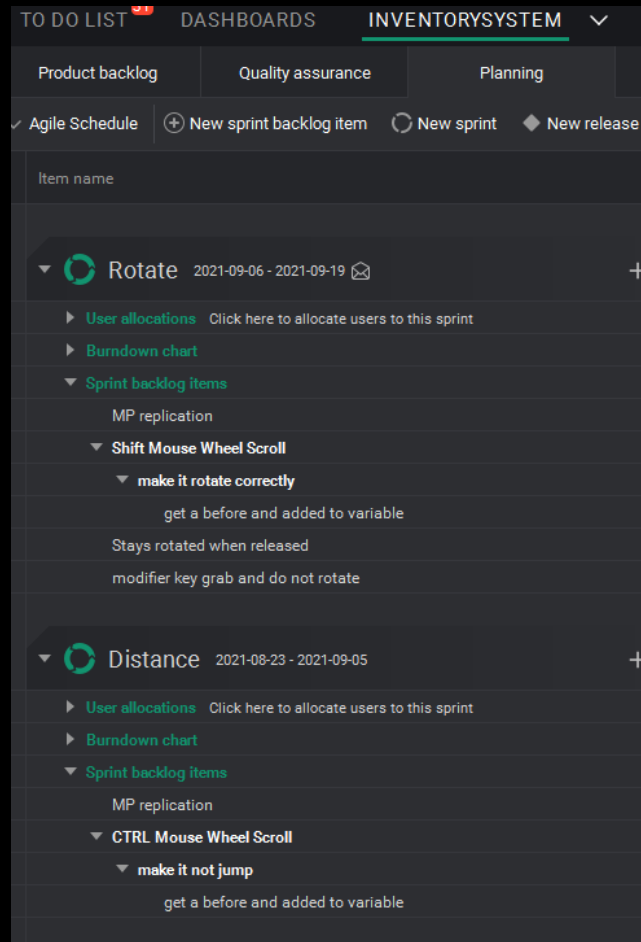 TO DO LIST 51 DASHBOARDS INVENTORYSYSTEM
Product backlog Quality assurance Planning
Agile Schedule New sprint backlog item New sprint New release
Item name
Rotate 2021-09-06 - 2021-09-19
User allocations Click here to allocate users to this sprint
Burndown chart
Sprint backlog items
MP replication
Shift Mouse Wheel Scroll
make it rotate correctly
get a before and added to variable
Stays rotated when released
modifier key grab and do not rotate
Distance 2021-08-23 - 2021-09-05
User allocations Click here to allocate users to this sprint
Burndown chart
Sprint backlog items
MP replication
CTRL Mouse Wheel Scroll
make it not jump
get a before and added to variable